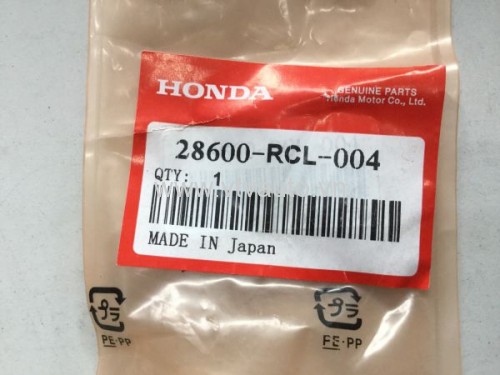 HONDA
GENUINE PARTS
Honda Motor Co., Ltd.
28600-RCL-004
QTY: 1
MADE IN Japan
プラ
PE·PP
プラ
PE·PP